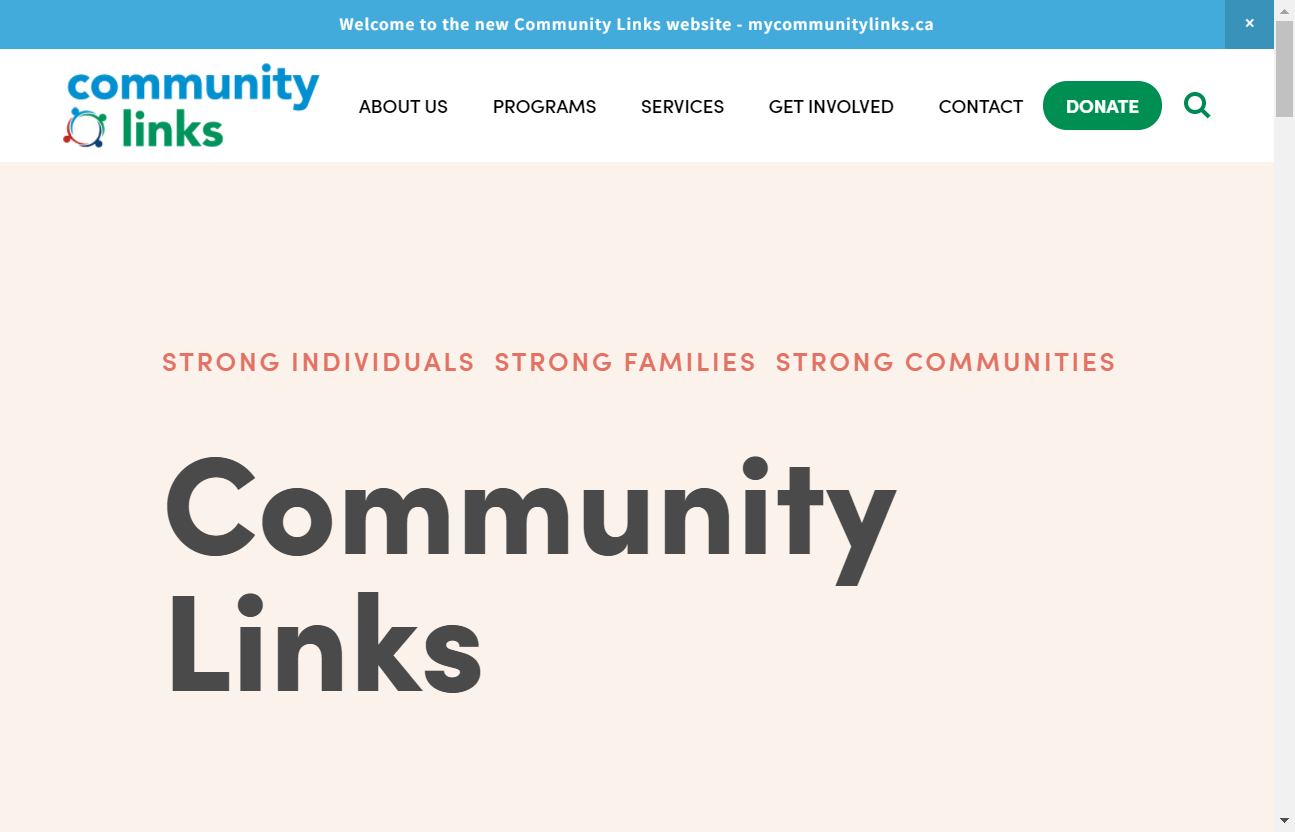 Welcome to the new Community Links website - mycommunitylinks.ca
×
community
links
ABOUT US
PROGRAMS
SERVICES
GET INVOLVED
CONTACT
DONATE
STRONG INDIVIDUALS STRONG FAMILIES STRONG COMMUNITIES
Community
Links